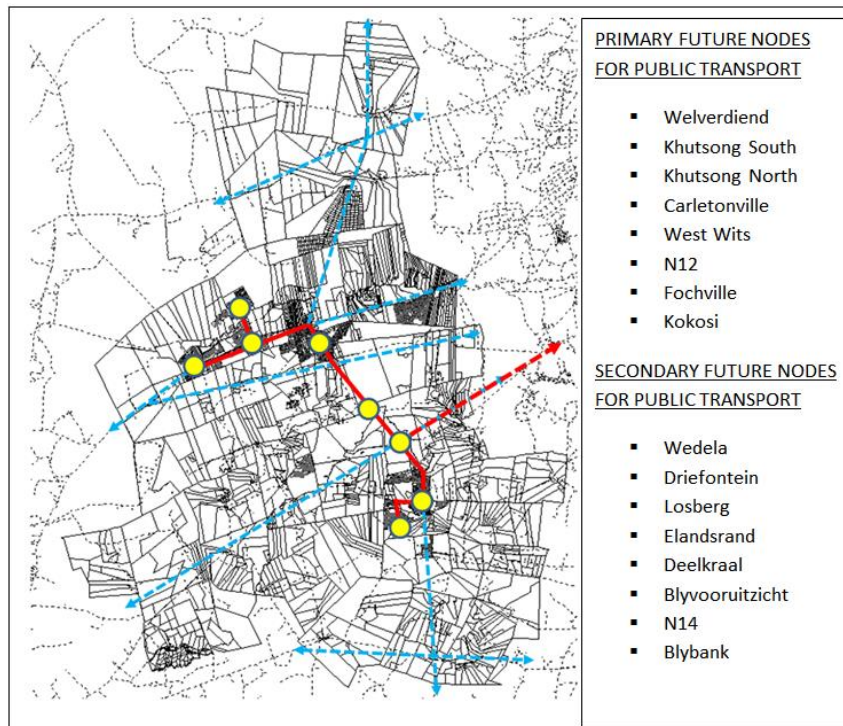 PRIMARY FUTURE NODES
FOR PUBLIC TRANSPORT
▪ Welverdiend
▪ Khutsong South
▪ Khutsong North
▪ Carletonville
▪ West Wits
▪ N12
▪ Fochville
▪ Kokosi
SECONDARY FUTURE NODES
FOR PUBLIC TRANSPORT
▪ Wedela
▪ Driefontein
▪ Losberg
▪ Elandsrand
▪ Deelkraal
▪ Blyvooruitzicht
▪ N14
▪ Blybank